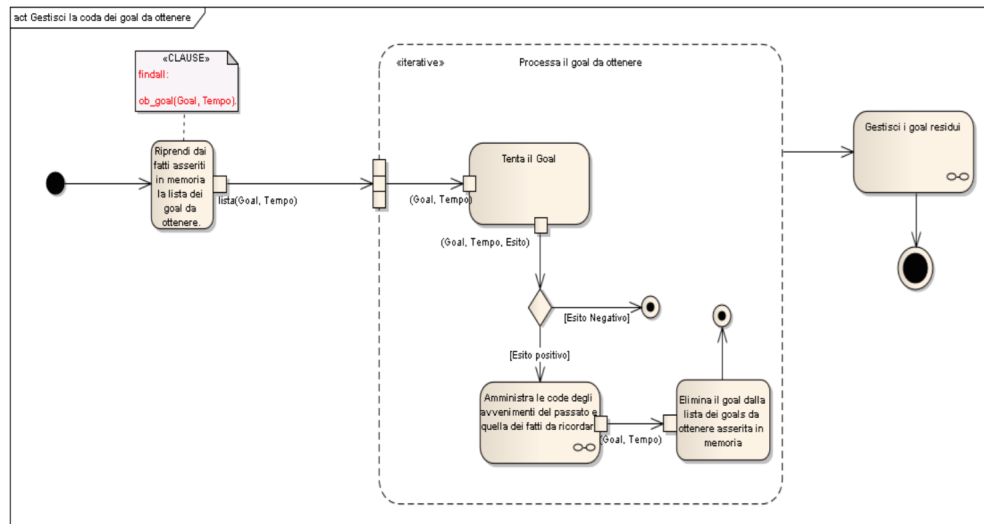 act Gestisci la coda dei goal da ottenere
«CLAUSE»
findall:
ob_goal(Goal, Tempo).
Riprendi dai
fatti asseriti
in memoria
la lista dei
goal da
ottenere.
lista(Goal, Tempo)
«iterative»
Processa il goal da ottenere
(Goal, Tempo)
Tenta il Goal
(Goal, Tempo, Esito)
[Esito Negativo]
[Esito positivo]
Amministra le code degli
avvenimenti del passato e
quella dei fatti da ricordar
(Goal, Tempo)
Elimina il goal dalla
lista dei goals da
ottenere asserita in
memoria
Gestisci i goal residui